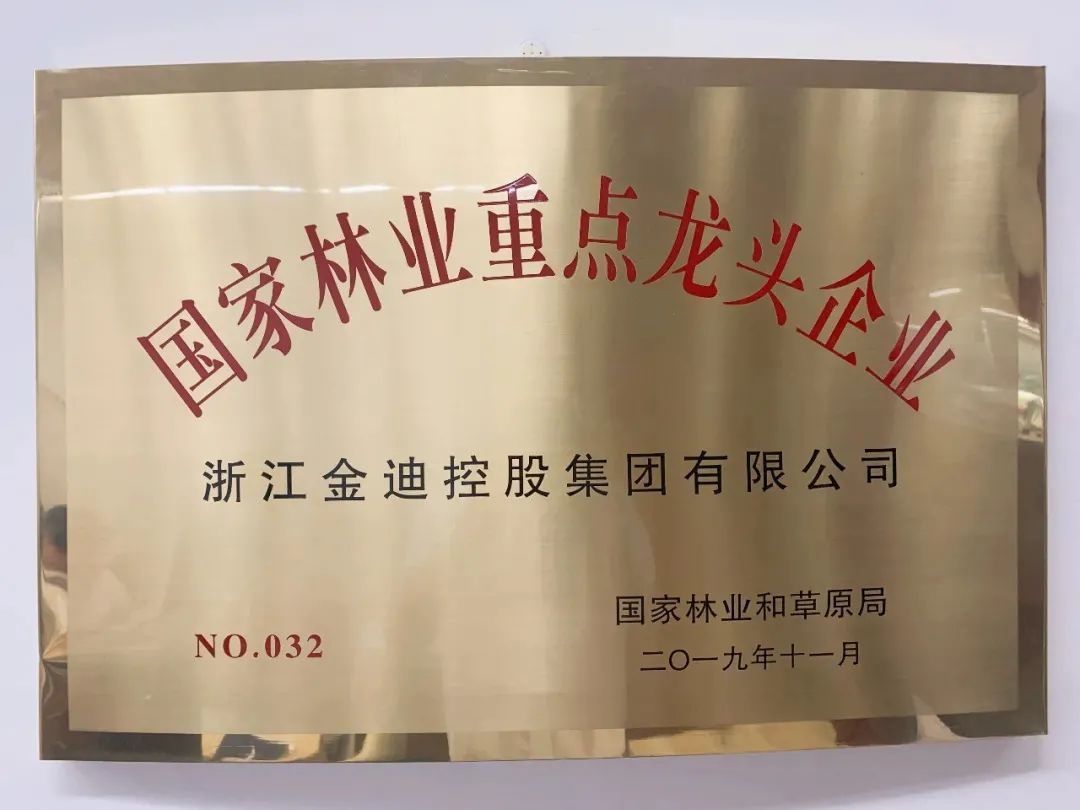 国家林业重点龙头企业
浙江金迪控股集团有限公司
国家林业和草原局
NO.032
二〇一九年十一月